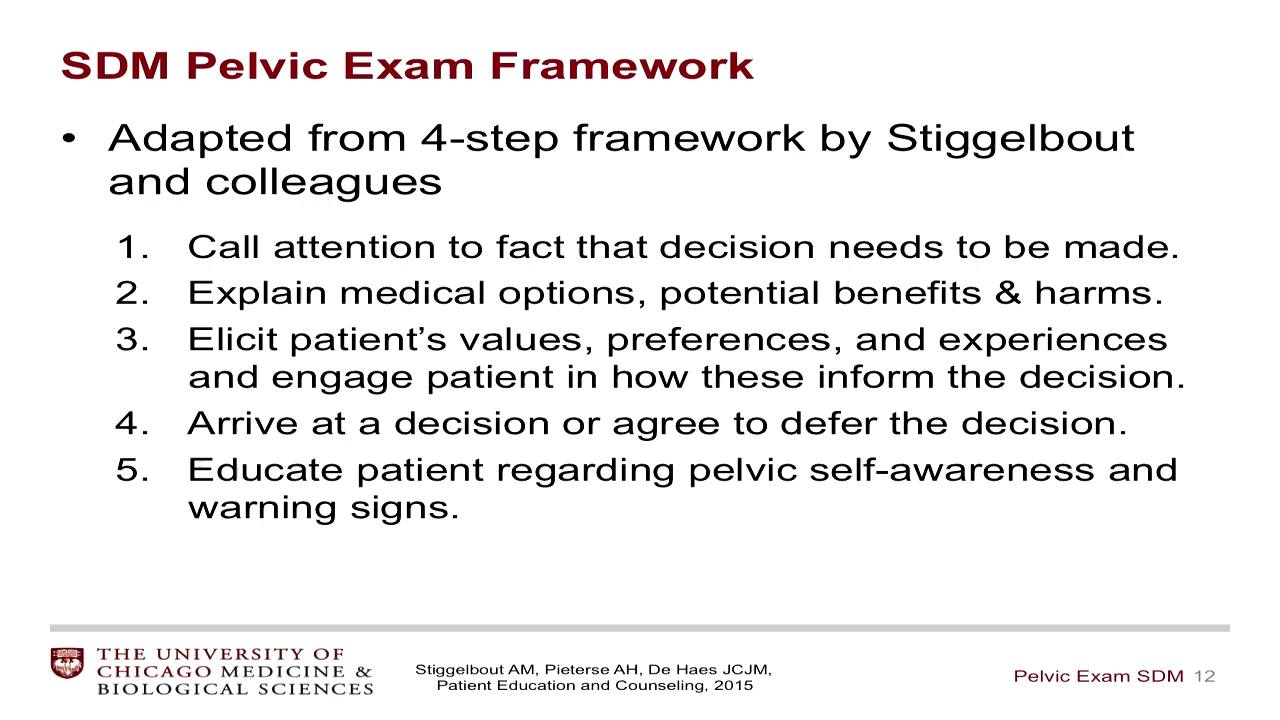 SDM Pelvic Exam Framework
• Adapted from 4-step framework by Stiggelbout
and colleagues
1. Call attention to fact that decision needs to be made.
2. Explain medical options, potential benefits & harms.
3. Elicit patient’s values, preferences, and experiences
and engage patient in how these inform the decision.
4. Arrive at a decision or agree to defer the decision.
5. Educate patient regarding pelvic self-awareness and
warning signs.
THE UNIVERSITY OF
CHICAGO MEDICINE &
BIOLOGICAL SCIENCES
Stiggelbout AM, Pieterse AH, De Haes JCJM,
Patient Education and Counseling, 2015
Pelvic Exam SDM 12